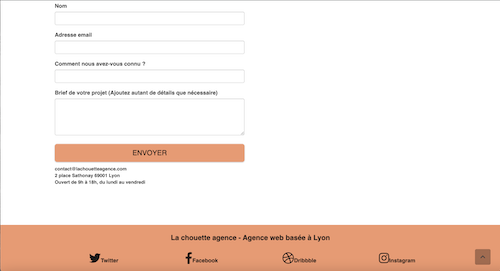 Nom
Adresse email
Comment nous avez-vous connu ?
Brief de votre projet (Ajoutez autant de détails que nécessaire)
ENVOYER
contact@lachouetteagence.com
2 place Sathonay 69001 Lyon
Ouvert de 9h à 18h, du lundi au vendredi
La chouette agence - Agence web basée à Lyon
Twitter Facebook Dribbble Instagram